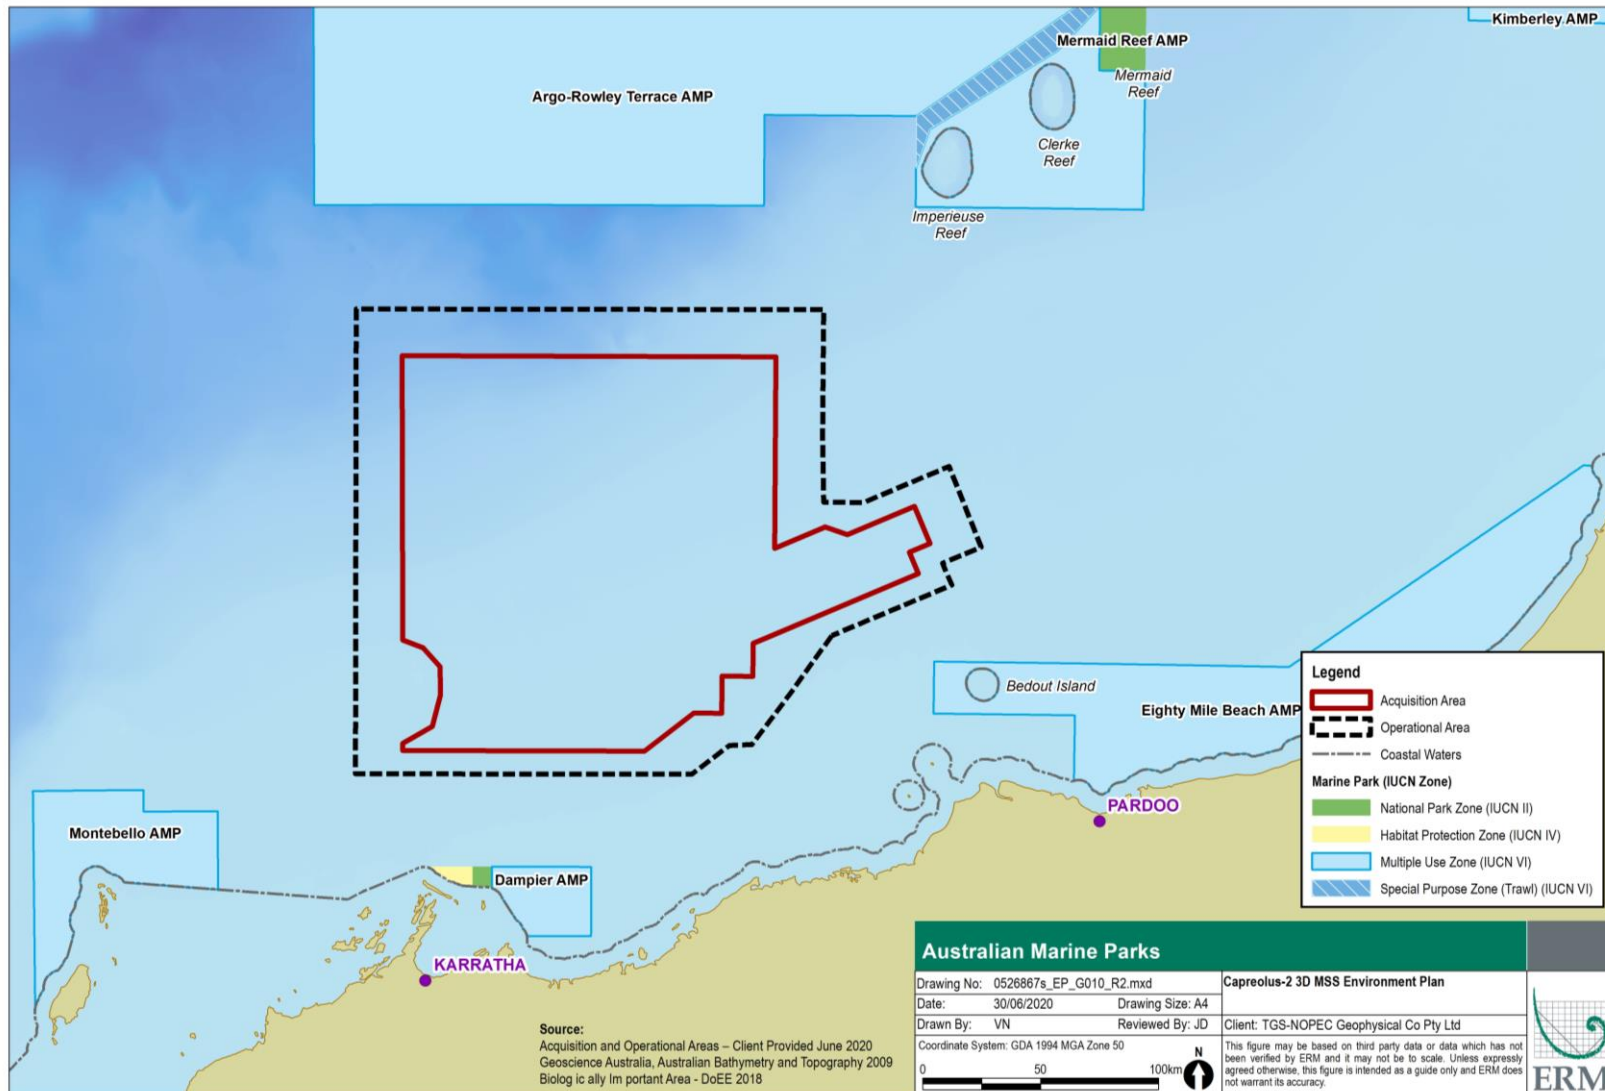 Kimberley AMP
Mermaid Reef AMP
Mermaid
Reef
Argo-Rowley Terrace AMP
Clerke
Reef
Imperieuse
Reef
Bedout Island
Eighty Mile Beach AMP
PARDOO
Montebello AMP
Dampier AMP
KARRATHA
Legend
Acquisition Area
Operational Area
Coastal Waters
Marine Park (IUCN Zone)
National Park Zone (IUCN II)
Habitat Protection Zone (IUCN IV)
Multiple Use Zone (IUCN VI)
Special Purpose Zone (Trawl) (IUCN VI)
Source:
Acquisition and Operational Areas – Client Provided June 2020
Geoscience Australia, Australian Bathymetry and Topography 2009
Biolog ic ally Im portant Area - DoEE 2018
Australian Marine Parks
Drawing No: 0526867s_EP_G010_R2.mxd
Date: 30/06/2020 Drawing Size: A4
Drawn By: VN Reviewed By: JD
Coordinate System: GDA 1994 MGA Zone 50
0 50 100km N
Capreolus-2 3D MSS Environment Plan
Client: TGS-NOPEC Geophysical Co Pty Ltd
This figure may be based on third party data or data which has not
been verified by ERM and it may not be to scale. Unless expressly
agreed otherwise, this figure is intended as a guide only and ERM does
not warrant its accuracy.
ERM